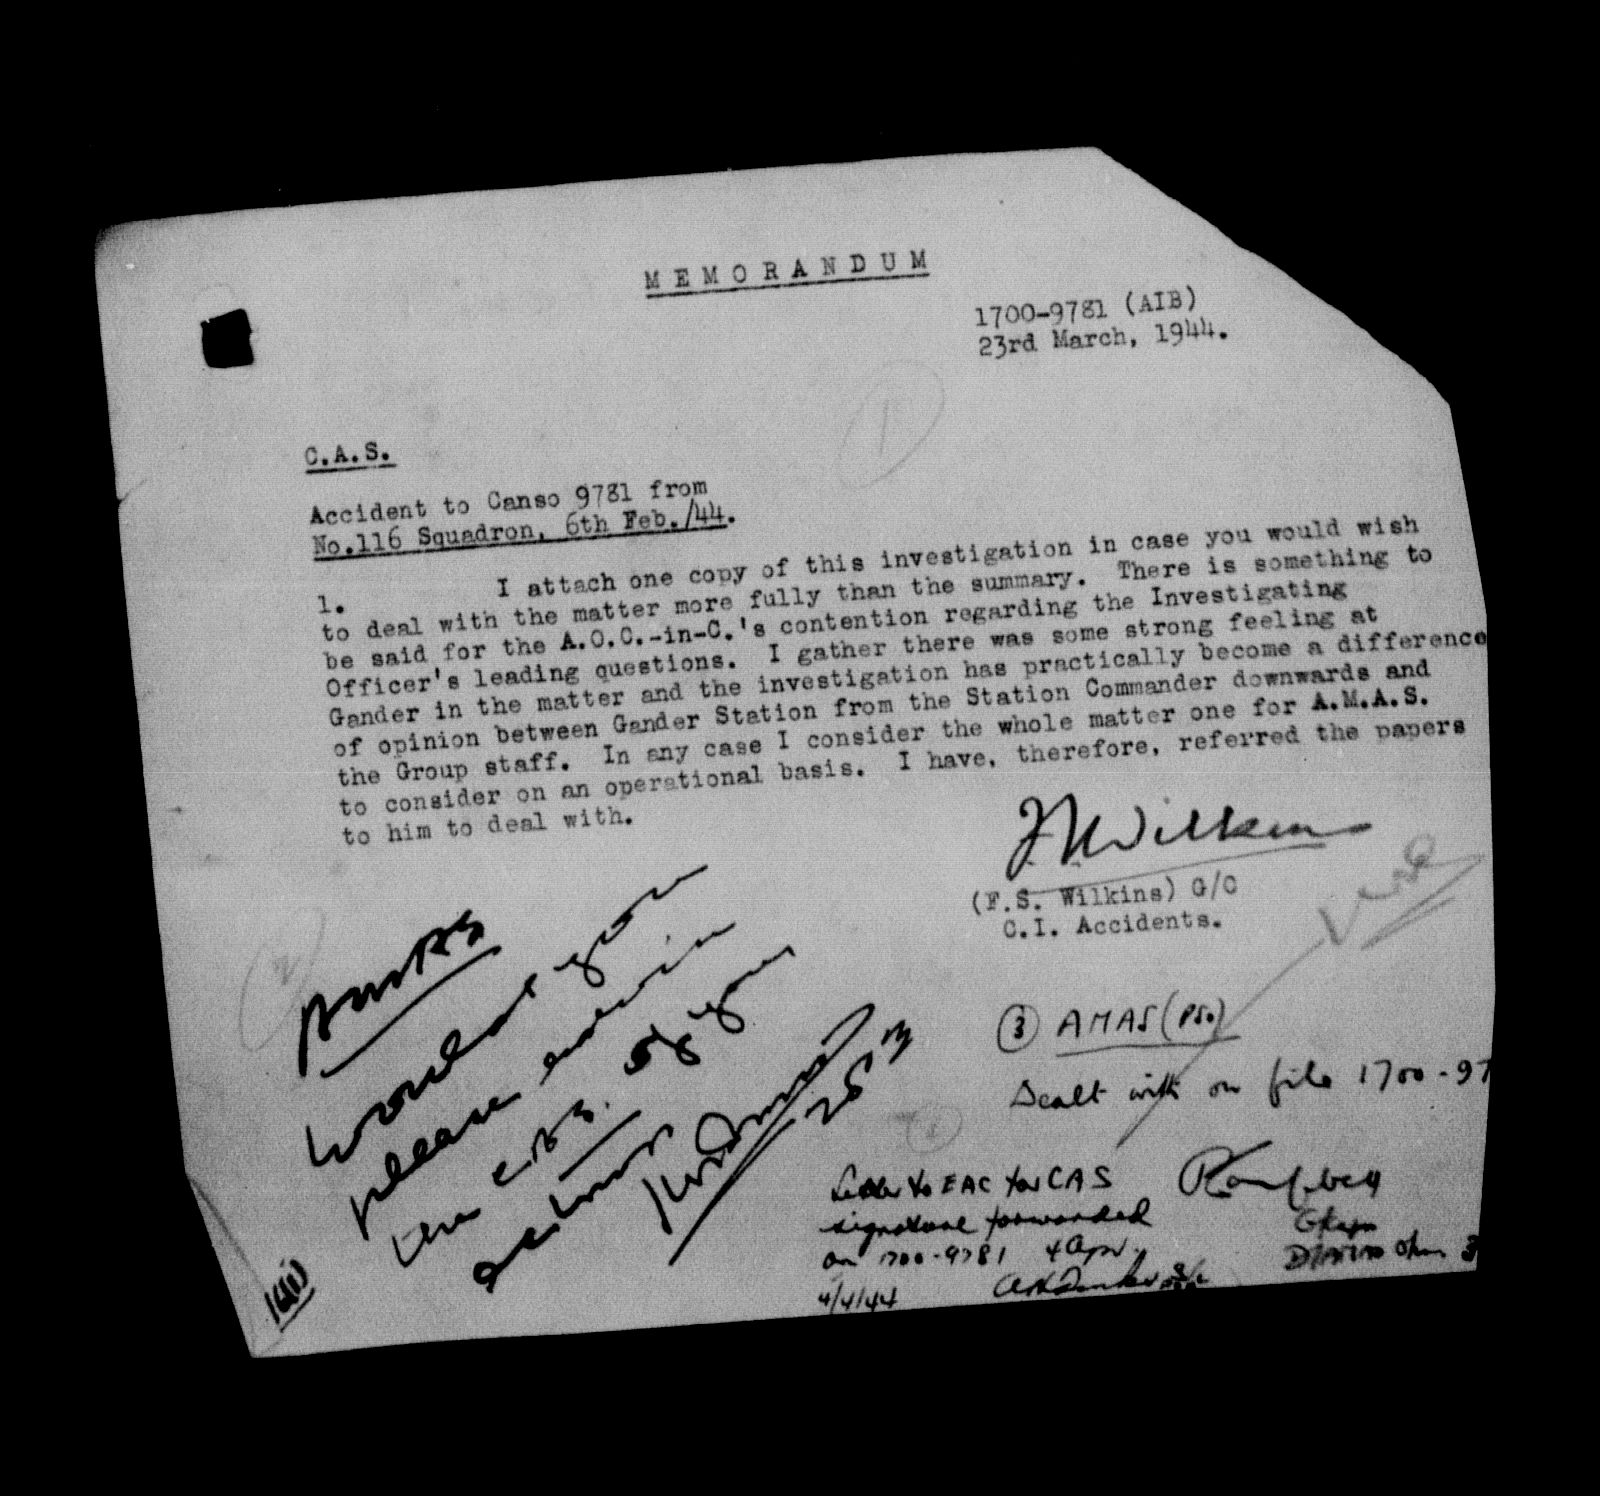 MEMORANDUM
1700-9781 (AIB)
23rd March, 1944.
1
C.A.S.
Accident to Canso 9781 from
No.116 Squadron, 6th Feb./44.
1. I attach one copy of this investigation in case you would wish
to deal with the matter more fully than the summary. There is something to
be said for the A.O.C.-in-C.'s contention regarding the Investigating
Officer's leading questions. I gather there was some strong feeling at
Gander in the matter and the investigation has practically become a difference
of opinion between Gander Station from the Station Commander downwards and
the Group staff. In any case I consider the whole matter one for A.M.A.S.
to consider on an operational basis. I have, therefore, referred the papers
to him to deal with.
(F.S. Wilkins) G/C
C.I. Accidents.
2
AMAS
Would you
please examine
3 AMAS (PSO)
Dealt with on file 1700-97
Letter to EAC for CAS
signature forwarded
on 1700-9781 4 Apr.
4/4/44